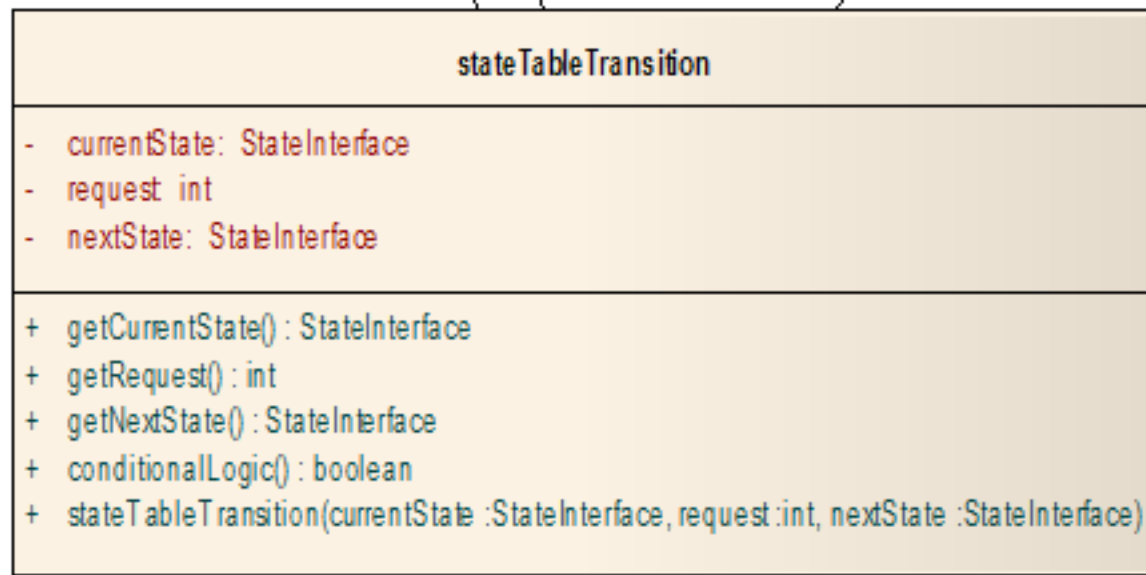 stateTableTransition
- currentState: StateInterface
- request: int
- nextState: StateInterface
+ getCurrentState() : StateInterface
+ getRequest() : int
+ getNextState() : StateInterface
+ conditionalLogic() : boolean
+ stateTableTransition(currentState :StateInterface, request :int, nextState :StateInterface)